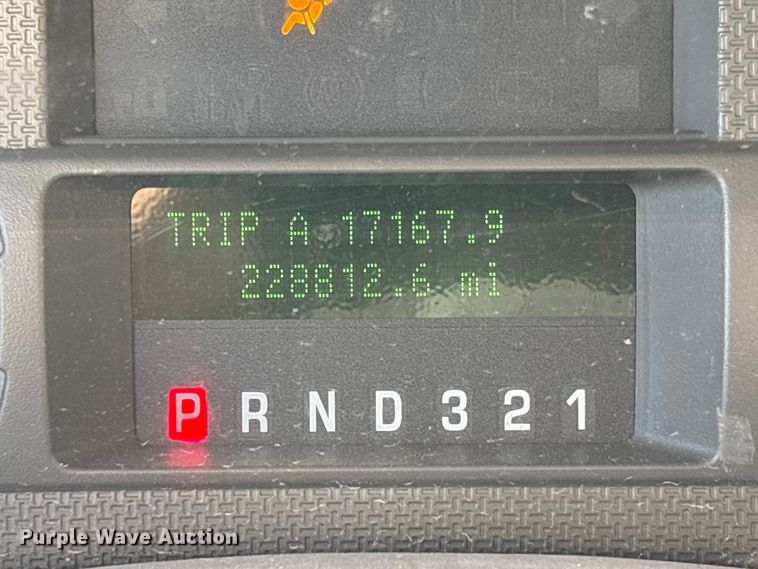 TRIP A 17167.9
228812.6 mi
P R N D 3 2 1
Purple Wave Auction